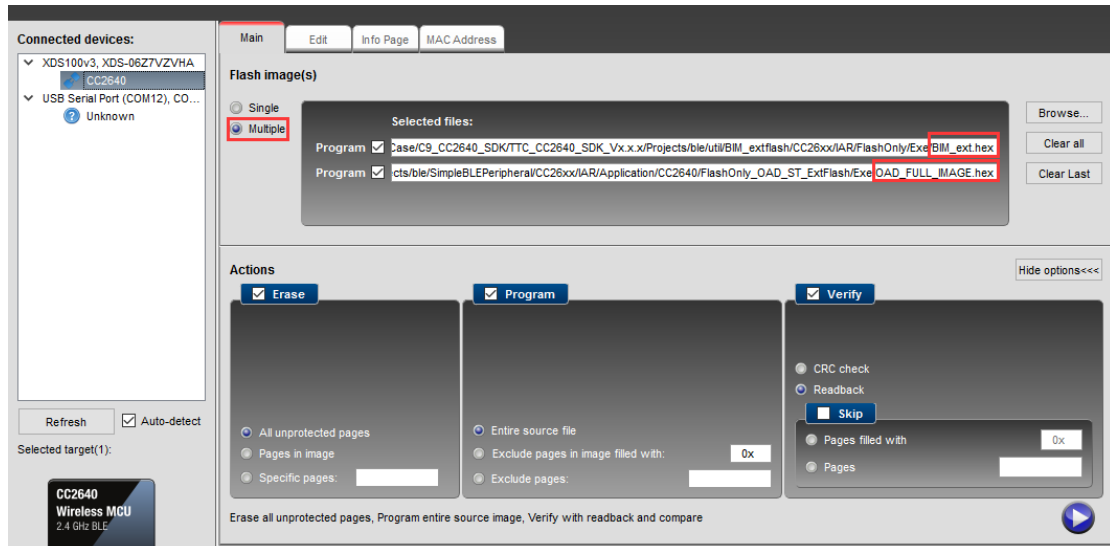 Connected devices:
XDS100v3, XDS-06Z7VZVHA
CC2640
USB Serial Port (COM12), CO...
Unknown
Refresh
Auto-detect
Selected target(1):
CC2640
Wireless MCU
2.4 GHz BLE
Main
Edit
Info Page
MAC Address
Flash image(s)
Single
Multiple
Selected files:
Program
Case/C9_CC2640_SDK/TTC_CC2640_SDK_Vx.x.x/Projects/ble/util/BIM_extflash/CC26xx/IAR/FlashOnly/Exe/BIM_ext.hex
Program
cts/ble/SimpleBLEPeripheral/CC26xx/IAR/Application/CC2640/FlashOnly_OAD_ST_ExtFlash/Exe/OAD_FULL_IMAGE.hex
Browse...
Clear all
Clear Last
Actions
Hide options<<<
Erase
All unprotected pages
Pages in image
Specific pages:
Program
Entire source file
Exclude pages in image filled with:
0x
Exclude pages:
Verify
CRC check
Readback
Skip
Pages filled with
0x
Pages
Erase all unprotected pages, Program entire source image, Verify with readback and compare